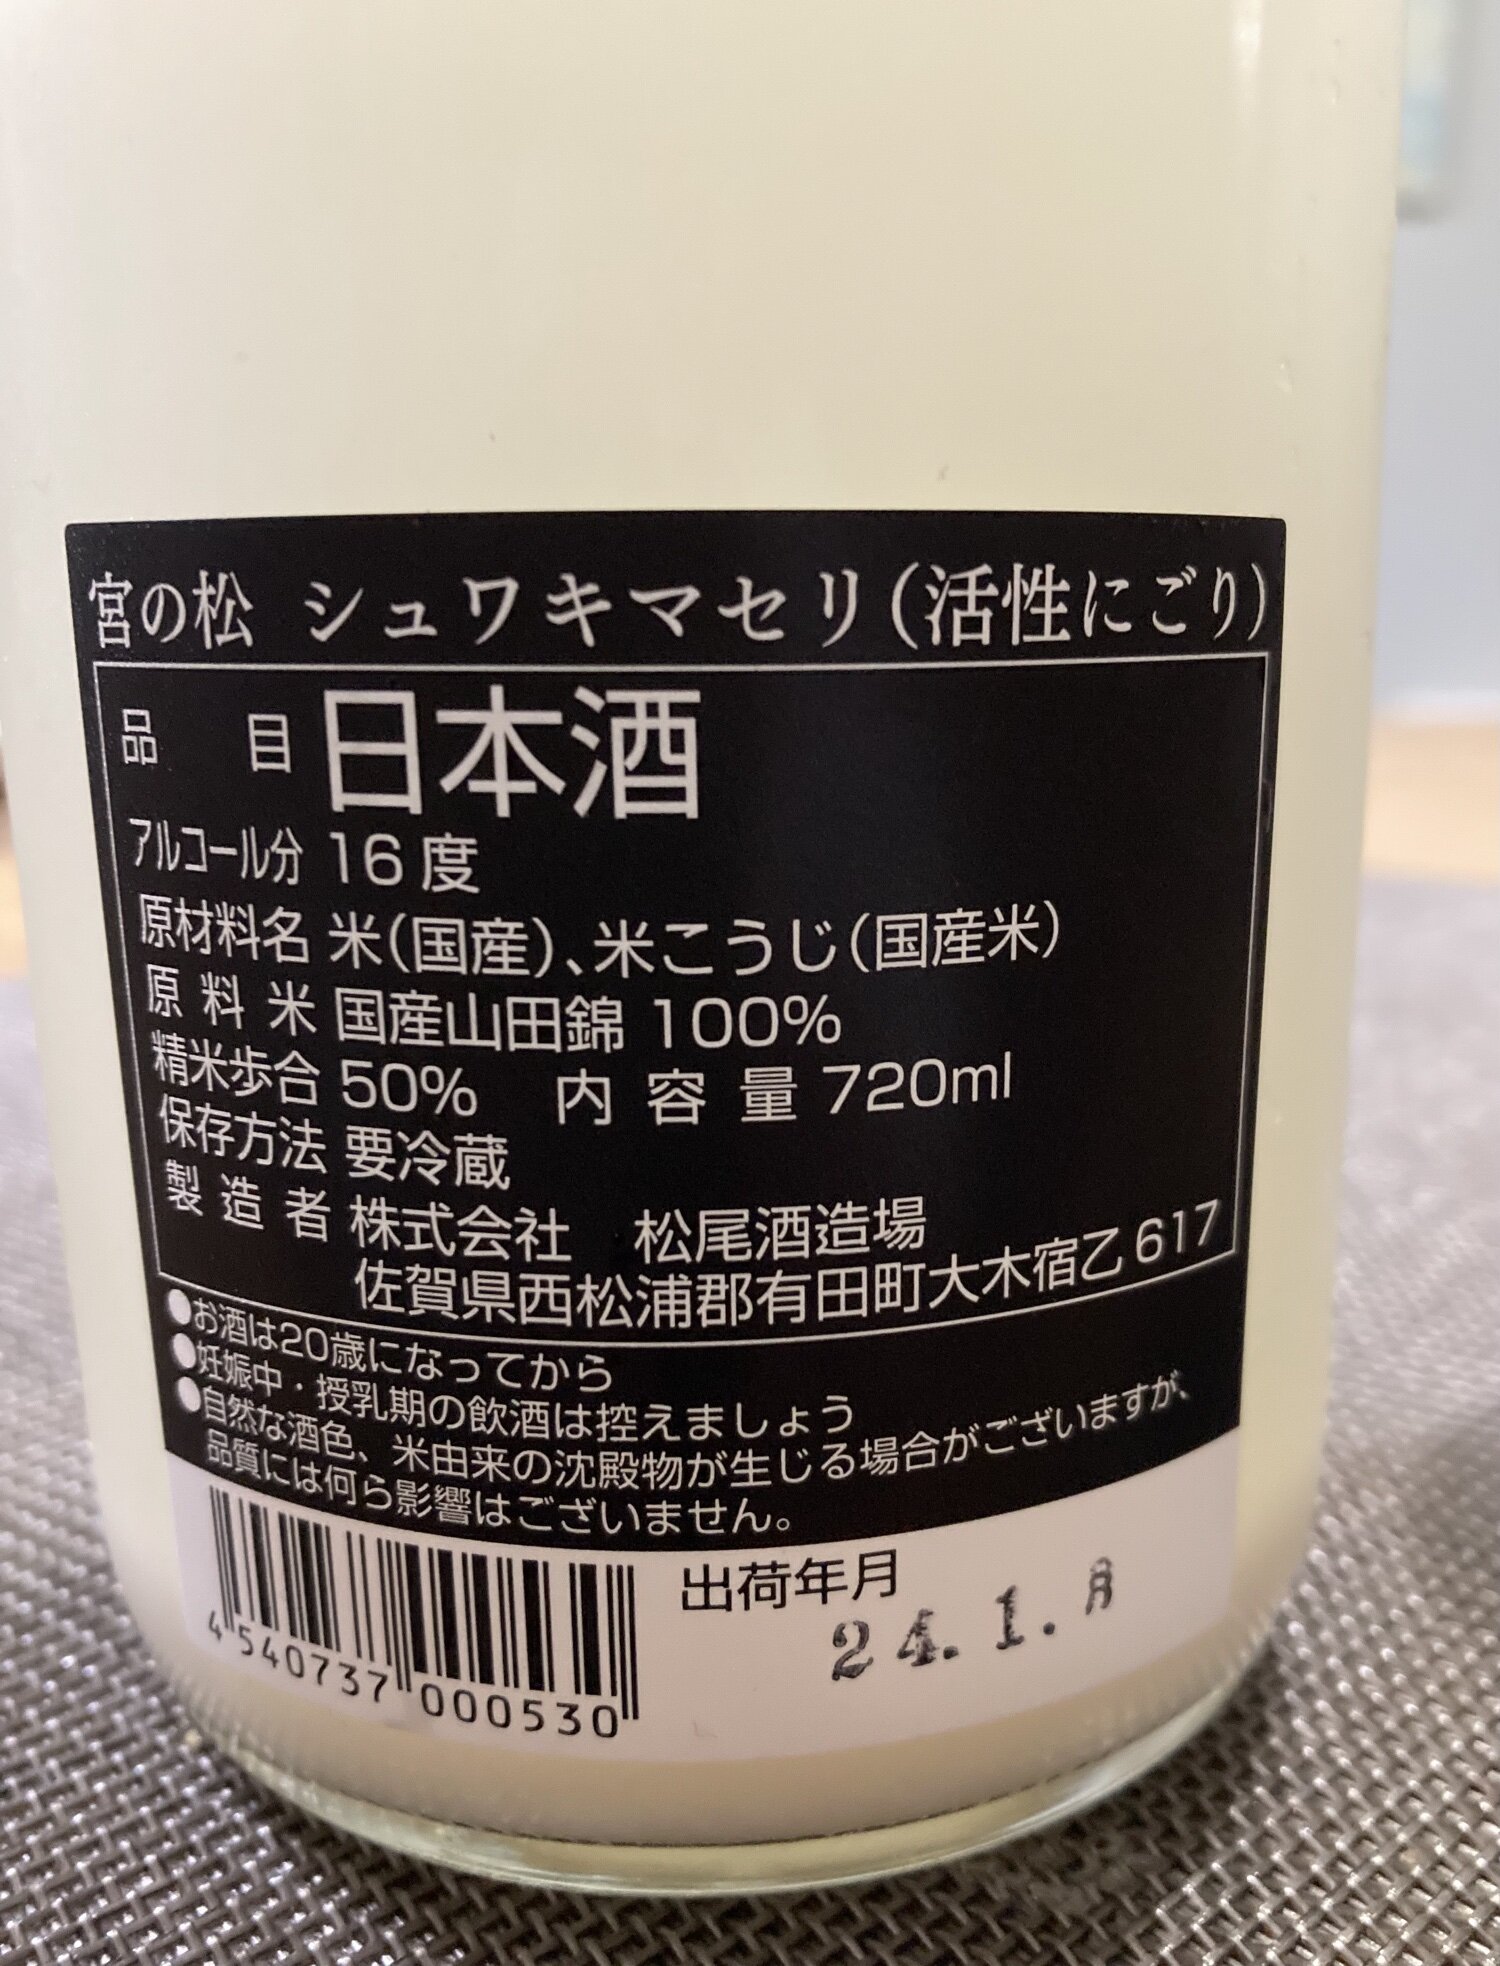 宮の松 シュワキマセリ(活性にごり)
品目 日本酒
アルコール分 16度
原材料名 米(国産)、米こうじ(国産米)
原料米 国産山田錦 100%
精米歩合 50% 内容量 720ml
保存方法 要冷蔵
製造者 株式会社 松尾酒造場
佐賀県西松浦郡有田町大木宿乙617
●お酒は20歳になってから
●妊娠中・授乳期の飲酒は控えましょう
●自然な酒色、米由来の沈殿物が生じる場合がございますが、
品質には何ら影響はございません。
出荷年月
24.1.
4540737000530